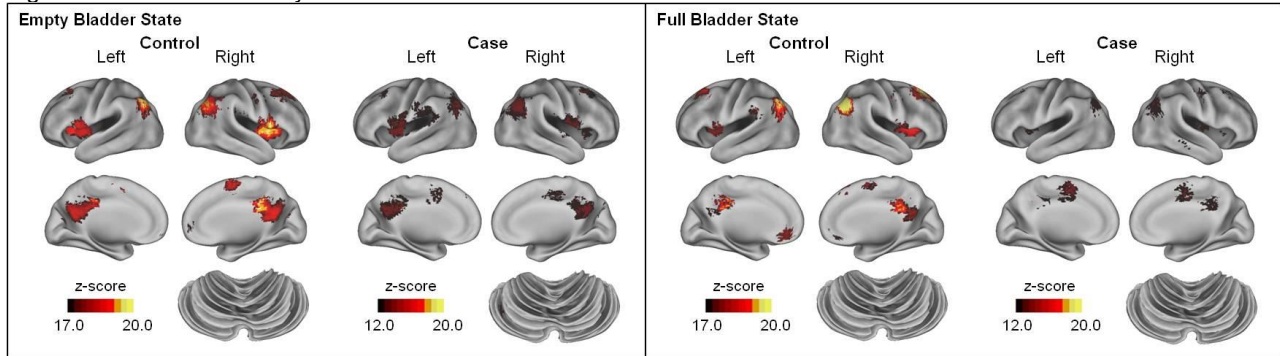 Empty Bladder State
Control
Case
Left
Right
Left
Right
z-score
17.0
20.0
z-score
12.0
20.0
Full Bladder State
Control
Case
Left
Right
Left
Right
z-score
17.0
20.0
z-score
12.0
20.0